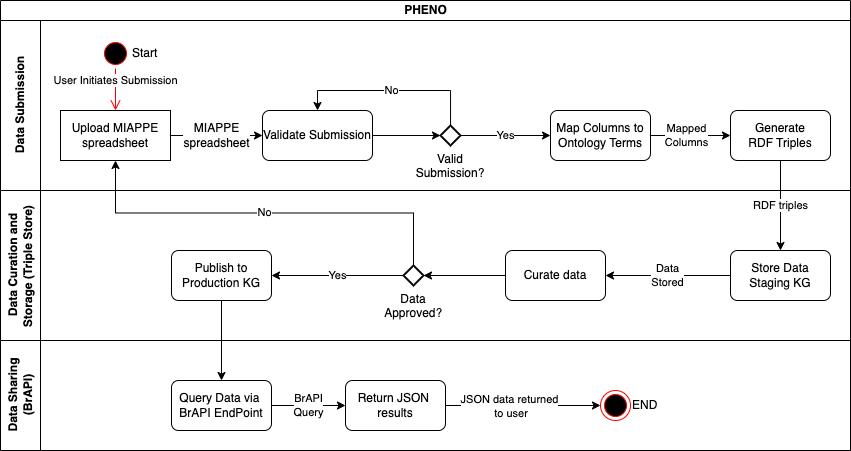 PHENO
Data Submission
Start
User Initiates Submission
Upload MIAPPE
spreadsheet
MIAPPE
spreadsheet
Validate Submission
No
Valid
Submission?
Yes
Map Columns to
Ontology Terms
Mapped
Columns
Generate
RDF Triples
RDF triples
Data Curation and
Storage (Triple Store)
No
Store Data
Staging KG
Data
Stored
Curate data
Data
Approved?
Yes
Publish to
Production KG
Data Sharing
(BrAPI)
Query Data via
BrAPI EndPoint
BrAPI
Query
Return JSON
results
JSON data returned
to user
END